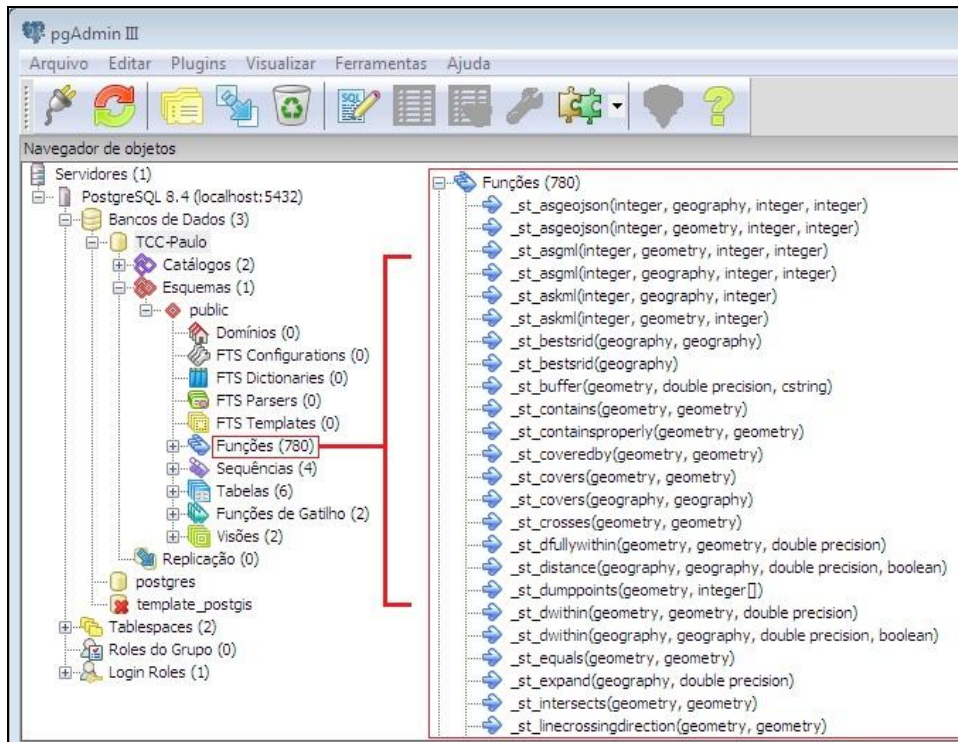 pgAdmin III
Arquivo Editar Plugins Visualizar Ferramentas Ajuda
SQL
Navegador de objetos
Servidores (1)
PostgreSQL 8.4 (localhost:5432)
Bancos de Dados (3)
TCC-Paulo
Catálogos (2)
Esquemas (1)
public
Domínios (0)
FTS Configurations (0)
FTS Dictionaries (0)
FTS Parsers (0)
FTS Templates (0)
Funções (780)
Sequências (4)
Tabelas (6)
Funções de Gatilho (2)
Visões (2)
Replicação (0)
postgres
template_postgis
Tablespaces (2)
Roles do Grupo (0)
Login Roles (1)
Funções (780)
_st_asgeojson(integer, geography, integer, integer)
_st_asgeojson(integer, geometry, integer, integer)
_st_asgml(integer, geometry, integer, integer)
_st_asgml(integer, geography, integer, integer)
_st_askml(integer, geography, integer)
_st_askml(integer, geometry, integer)
_st_bestsrid(geography, geography)
_st_bestsrid(geography)
_st_buffer(geometry, double precision, cstring)
_st_contains(geometry, geometry)
_st_containsproperly(geometry, geometry)
_st_coveredby(geometry, geometry)
_st_covers(geometry, geometry)
_st_covers(geography, geography)
_st_crosses(geometry, geometry)
_st_dfullywithin(geometry, geometry, double precision)
_st_distance(geography, geography, double precision, boolean)
_st_dumppoints(geometry, integer[])
_st_dwithin(geometry, geometry, double precision)
_st_dwithin(geography, geography, double precision, boolean)
_st_equals(geometry, geometry)
_st_expand(geography, double precision)
_st_intersects(geometry, geometry)
_st_linecrossingdirection(geometry, geometry)